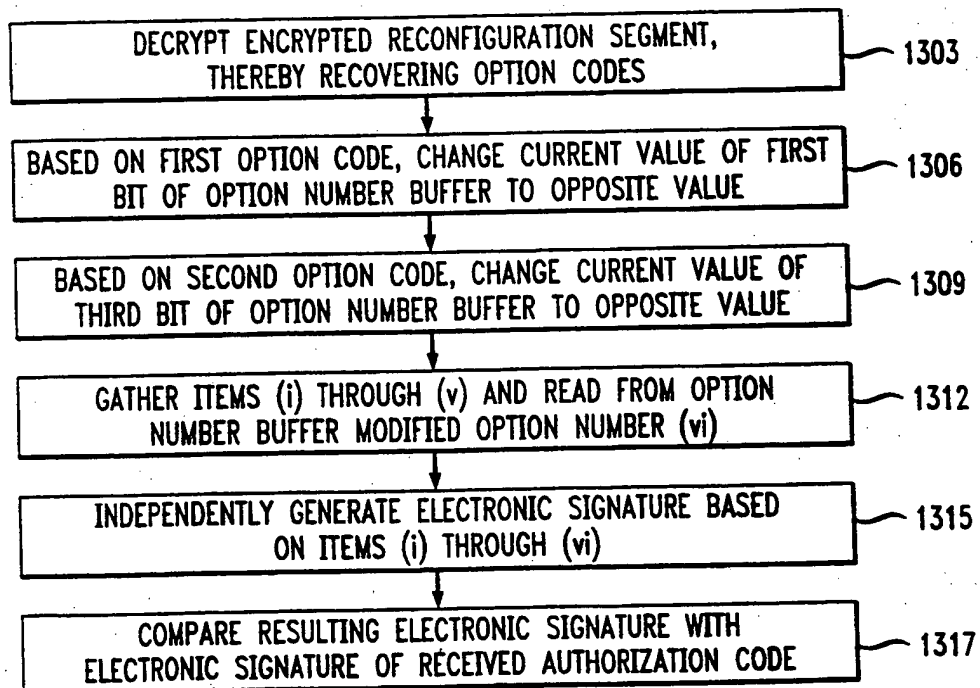 DECRYPT ENCRYPTED RECONFIGURATION SEGMENT,
THEREBY RECOVERING OPTION CODES
1303
BASED ON FIRST OPTION CODE, CHANGE CURRENT VALUE OF FIRST
BIT OF OPTION NUMBER BUFFER TO OPPOSITE VALUE
1306
BASED ON SECOND OPTION CODE, CHANGE CURRENT VALUE OF
THIRD BIT OF OPTION NUMBER BUFFER TO OPPOSITE VALUE
1309
GATHER ITEMS (i) THROUGH (v) AND READ FROM OPTION
NUMBER BUFFER MODIFIED OPTION NUMBER (vi)
1312
INDEPENDENTLY GENERATE ELECTRONIC SIGNATURE BASED
ON ITEMS (i) THROUGH (vi)
1315
COMPARE RESULTING ELECTRONIC SIGNATURE WITH
ELECTRONIC SIGNATURE OF RECEIVED AUTHORIZATION CODE
1317